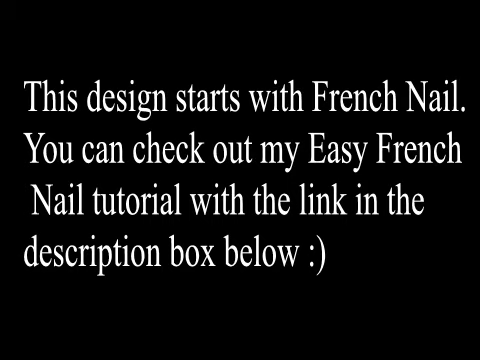 This design starts with French Nail.
You can check out my Easy French
Nail tutorial with the link in the
description box below :)